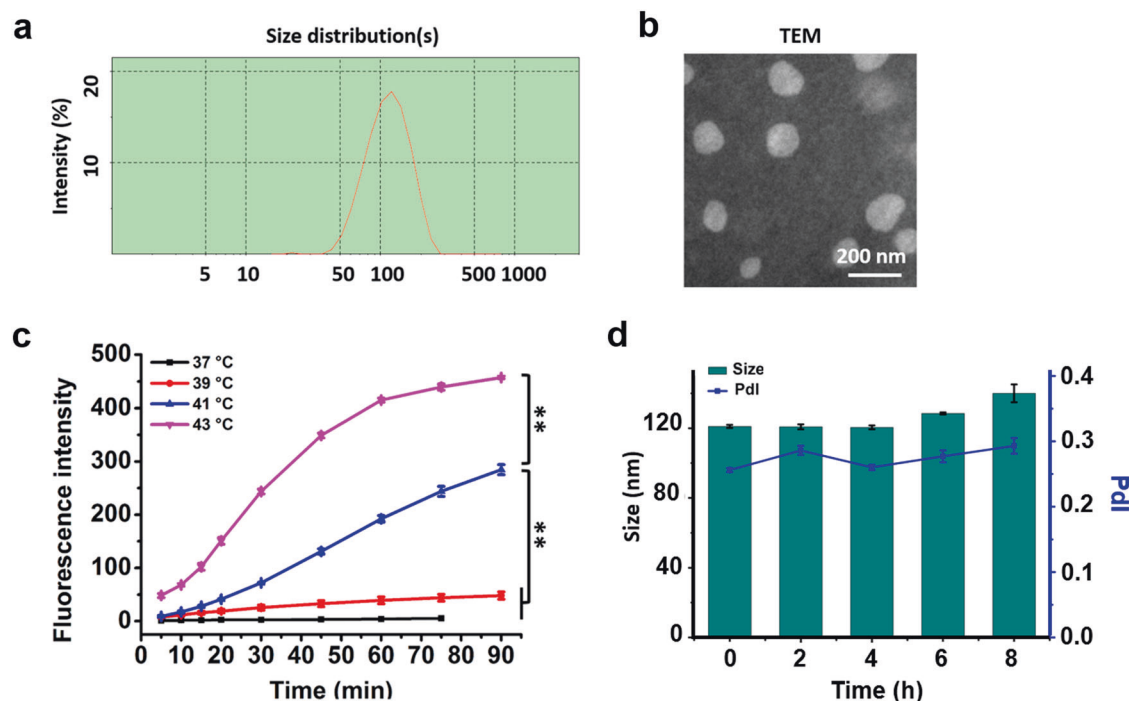 a
Size distribution(s)
Intensity (%)
20
10
5 10 50 100 500 1000
b
TEM
200 nm
c
Fluorescence intensity
500
400
300
200
100
0
37 °C
39 °C
41 °C
43 °C
**
**
0 10 20 30 40 50 60 70 80 90
Time (min)
d
Size
PdI
Size (nm)
160
120
80
40
0
0.4
0.3
0.2
0.1
0.0
PdI
0 2 4 6 8
Time (h)